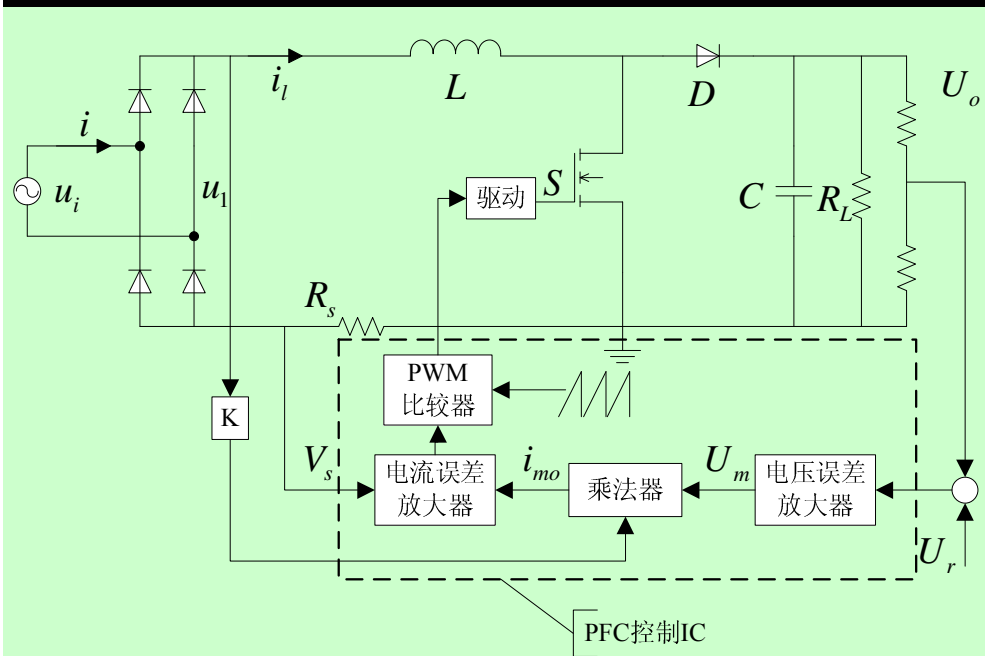 i_l
L
D
U_o
i
u_i
u_1
驱动
S
C
R_L
R_s
PWM
比较器
K
V_s
电流误差
放大器
i_{mo}
乘法器
U_m
电压误差
放大器
U_r
PFC控制IC